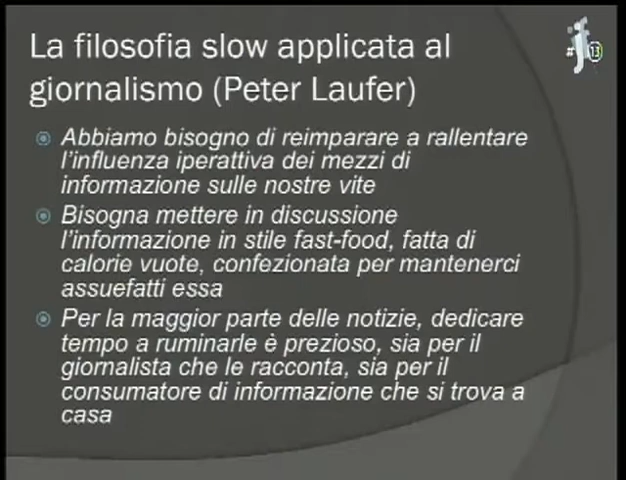 La filosofia slow applicata al
giornalismo (Peter Laufer)
#ijf13
Abbiamo bisogno di reimparare a rallentare
l'influenza iperattiva dei mezzi di
informazione sulle nostre vite
Bisogna mettere in discussione
l'informazione in stile fast-food, fatta di
calorie vuote, confezionata per mantenerci
assuefatti essa
Per la maggior parte delle notizie, dedicare
tempo a ruminarle è prezioso, sia per il
giornalista che le racconta, sia per il
consumatore di informazione che si trova a
casa